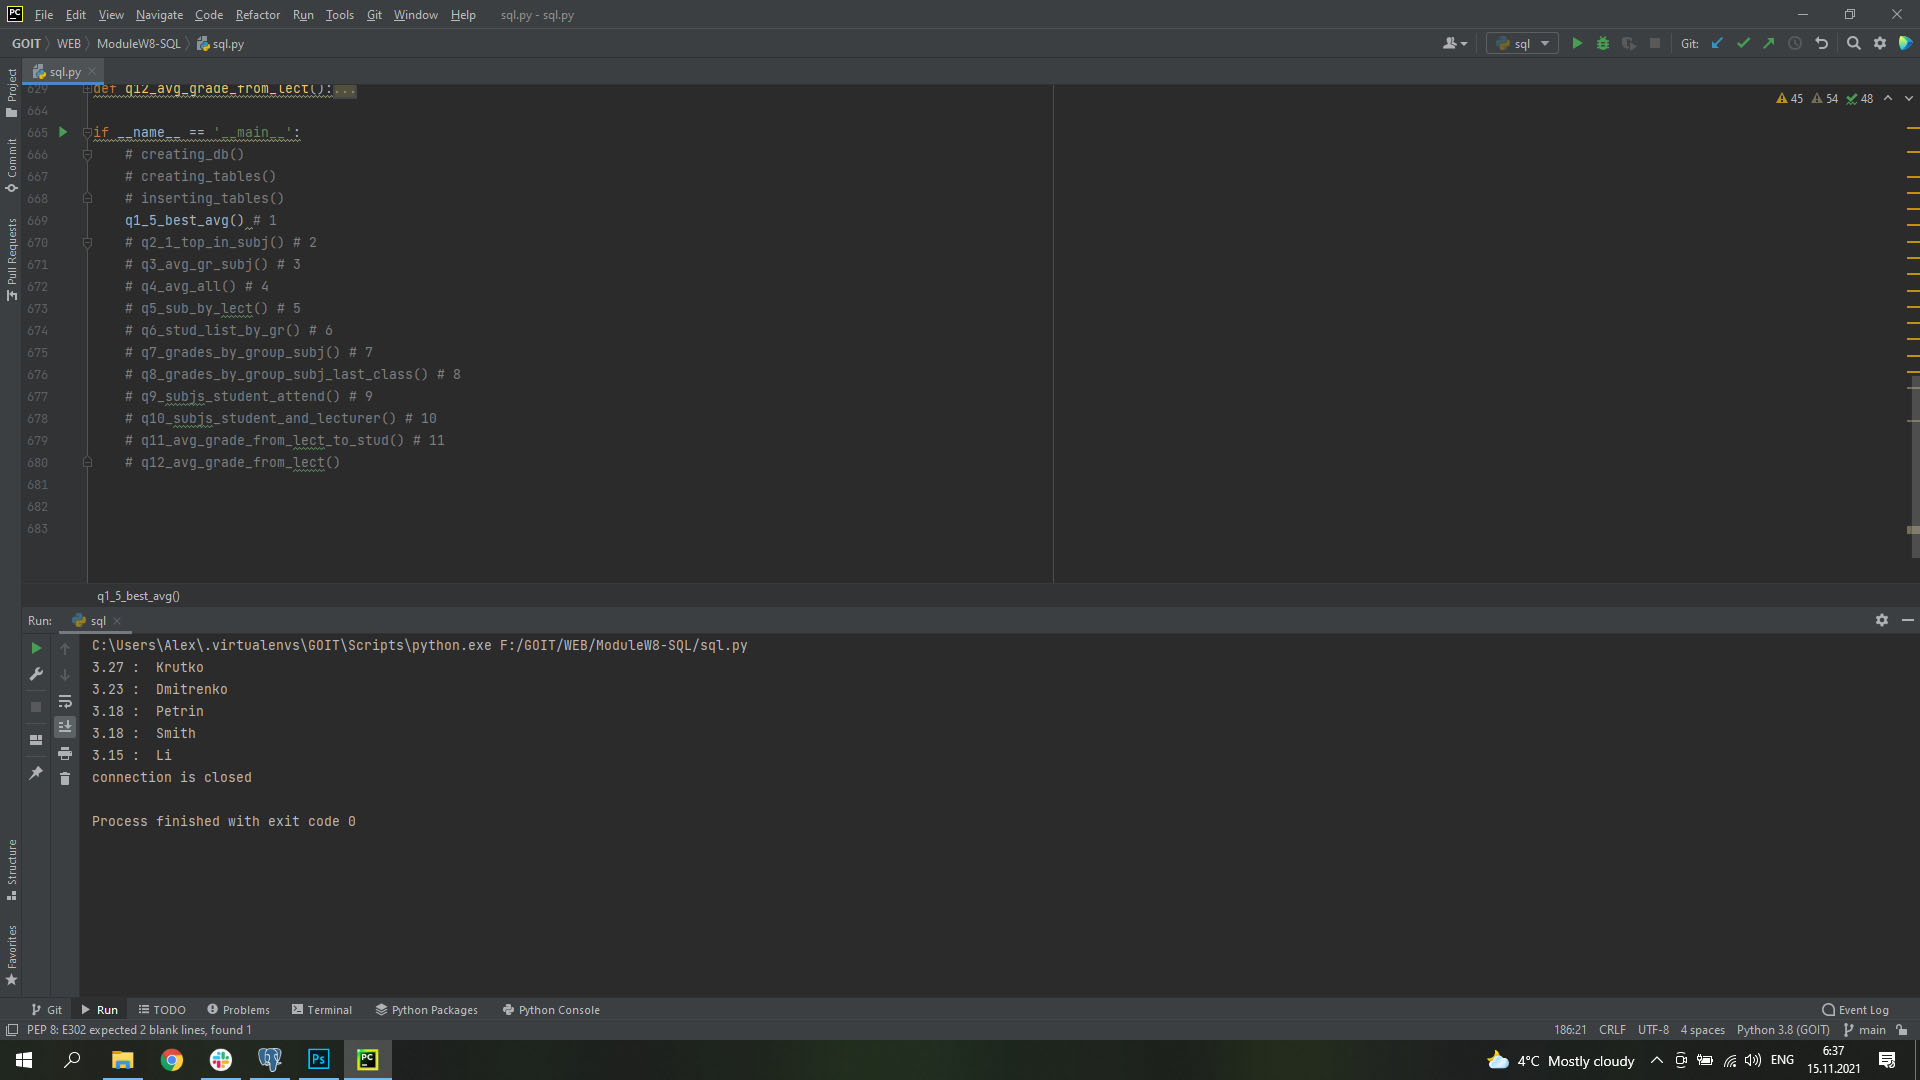 PC File Edit View Navigate Code Refactor Run Tools Git Window Help sql.py - sql.py
GOIT WEB ModuleW8-SQL sql.py sql Git:
sql.py
45 54 48
629 def q12_avg_grade_from_lect():...
664
665 if __name__ == '__main__':
666 # creating_db()
667 # creating_tables()
668 # inserting_tables()
669 q1_5_best_avg() # 1
670 # q2_1_top_in_subj() # 2
671 # q3_avg_gr_subj() # 3
672 # q4_avg_all() # 4
673 # q5_sub_by_lect() # 5
674 # q6_stud_list_by_gr() # 6
675 # q7_grades_by_group_subj() # 7
676 # q8_grades_by_group_subj_last_class() # 8
677 # q9_subjs_student_attend() # 9
678 # q10_subjs_student_and_lecturer() # 10
679 # q11_avg_grade_from_lect_to_stud() # 11
680 # q12_avg_grade_from_lect()
681
682
683
Project
Commit
Pull Requests
Structure
Favorites
q1_5_best_avg()
Run: sql
C:\Users\Alex\.virtualenvs\GOIT\Scripts\python.exe F:/GOIT/WEB/ModuleW8-SQL/sql.py
3.27 : Krutko
3.23 : Dmitrenko
3.18 : Petrin
3.18 : Smith
3.15 : Li
connection is closed
Process finished with exit code 0
Git Run TODO Problems Terminal Python Packages Python Console Event Log
PEP 8: E302 expected 2 blank lines, found 1 186:21 CRLF UTF-8 4 spaces Python 3.8 (GOIT) main
Ps PC 4°C Mostly cloudy ENG 6:37
15.11.2021